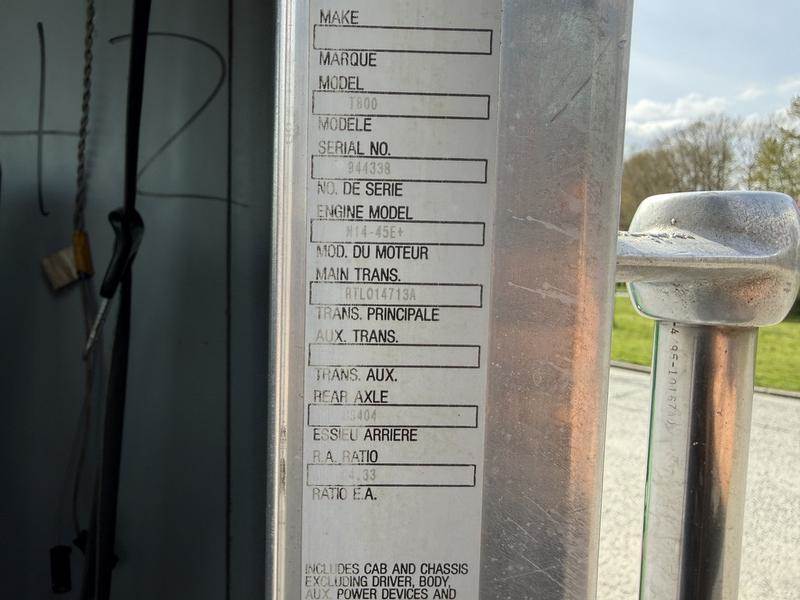 MAKE
MARQUE
MODEL
T800
MODELE
SERIAL NO.
944338
NO. DE SERIE
ENGINE MODEL
N14-45E+
MOD. DU MOTEUR
MAIN TRANS.
RTLO14713A
TRANS. PRINCIPALE
AUX. TRANS.
TRANS. AUX.
REAR AXLE
ESSIEU ARRIERE
R.A. RATIO
4.33
RATIO E.A.
INCLUDES CAB AND CHASSIS
EXCLUDING DRIVER, BODY,
AUX. POWER DEVICES AND